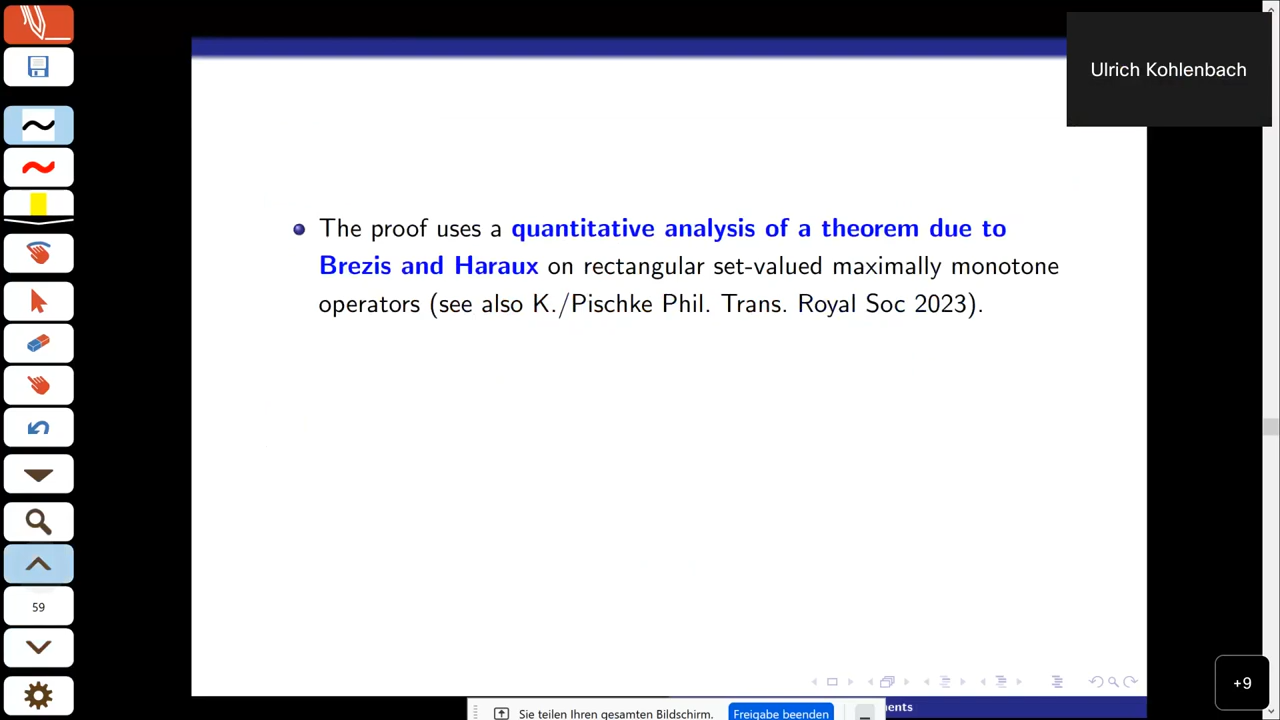 Ulrich Kohlenbach
The proof uses a quantitative analysis of a theorem due to
Brezis and Haraux on rectangular set-valued maximally monotone
operators (see also K./Pischke Phil. Trans. Royal Soc 2023).
59
+9
Sie teilen Ihren gesamten Bildschirm. Freigabe beenden
ments